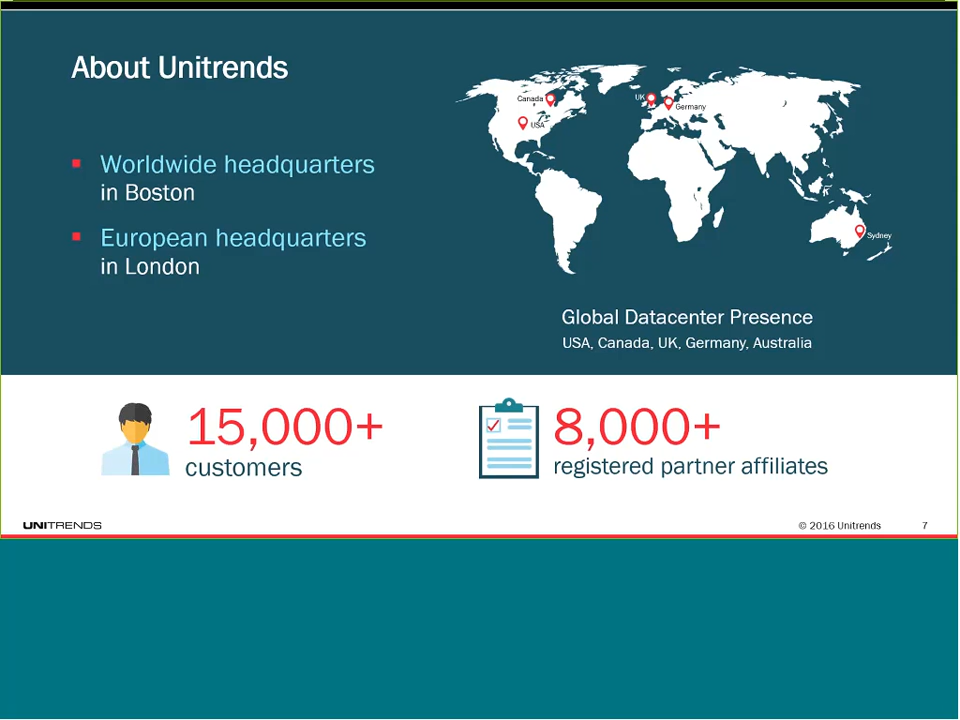 About Unitrends
Worldwide headquarters
in Boston
European headquarters
in London
Canada
USA
UK
Germany
Sydney
Global Datacenter Presence
USA, Canada, UK, Germany, Australia
15,000+
customers
8,000+
registered partner affiliates
UNITRENDS
© 2016 Unitrends
7